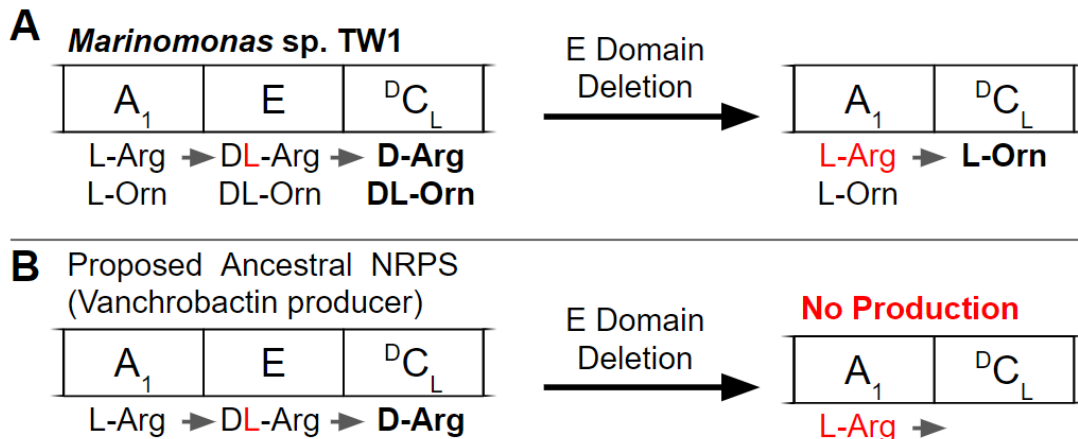 A
Marinomonas sp. TW1
A1 E DCL
L-Arg DL-Arg D-Arg
L-Orn DL-Orn DL-Orn
E Domain
Deletion
A1 DCL
L-Arg L-Orn
L-Orn
B
Proposed Ancestral NRPS
(Vanchrobactin producer)
A1 E DCL
L-Arg DL-Arg D-Arg
E Domain
Deletion
No Production
A1 DCL
L-Arg